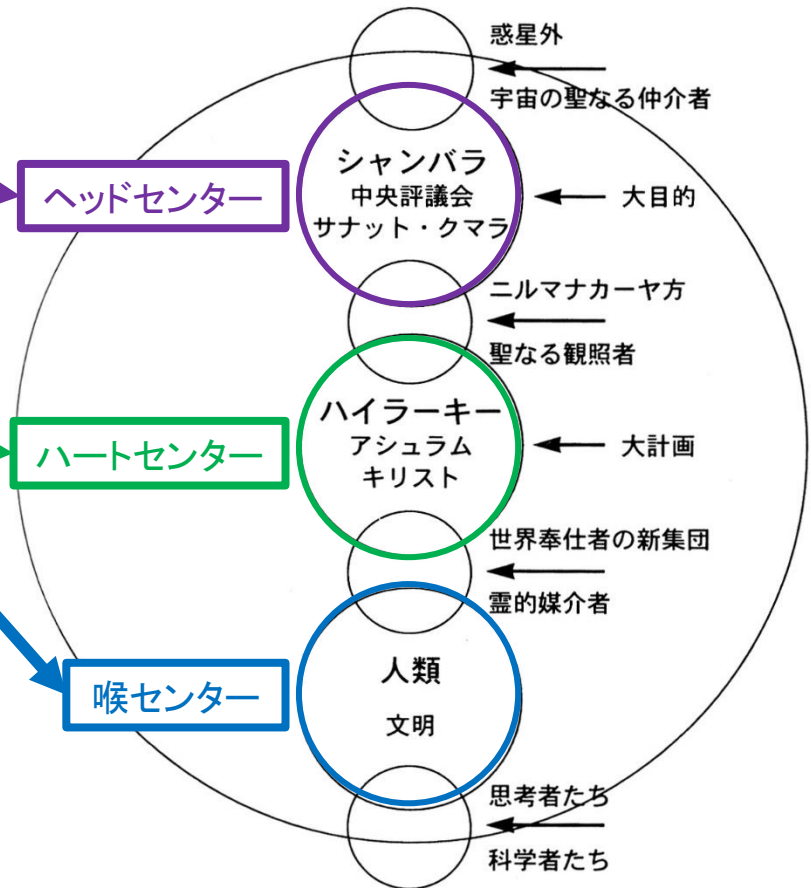 惑星外
宇宙の聖なる仲介者
ヘッドセンター
シャンバラ
中央評議会
サナット・クマラ
大目的
ニルマナカーヤ方
聖なる観照者
ハートセンター
ハイラーキー
アシュラム
キリスト
大計画
世界奉仕者の新集団
霊的媒介者
喉センター
人類
文明
思考者たち
科学者たち